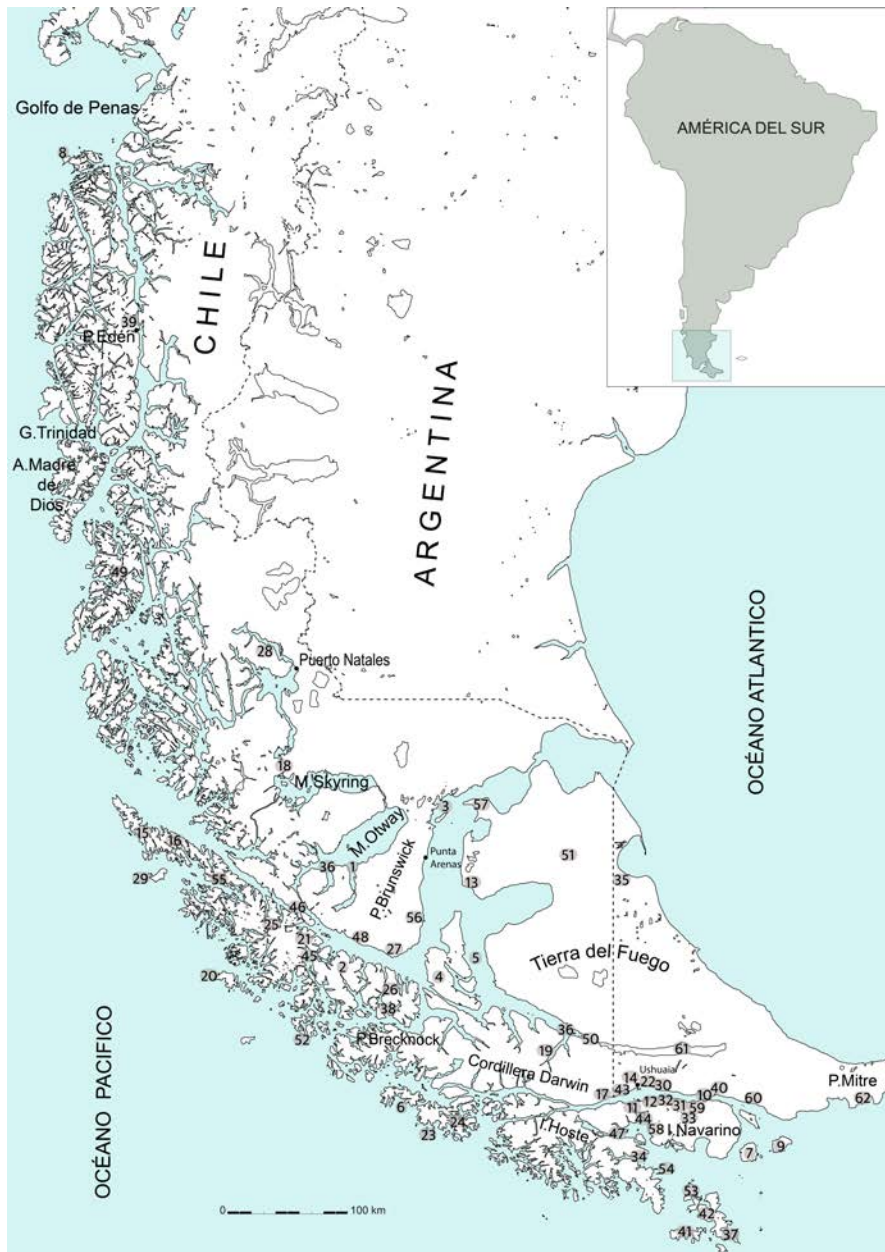 AMÉRICA DEL SUR
Golfo de Penas
8
CHILE
39
P.Edén
ARGENTINA
G.Trinidad
A.Madre
de
Dios
49
OCÉANO ATLANTICO
28
Puerto Natales
18
M.Skyring
3
57
15
16
M.Otway
Punta
Arenas
51
29
55
36
1
13
35
P.Brunswick
46
25
56
21
48
27
45
2
5
Tierra del Fuego
20
4
26
38
52
P.Brecknock
36
50
19
61
OCÉANO PACIFICO
Cordillera Darwin
Ushuaia
14
22
30
P.Mitre
17
43
10
40
60
62
6
11
12
32
31
59
24
44
33
23
I.Hoste
47
58
I.Navarino
9
7
34
54
53
42
41
37
0
100 km